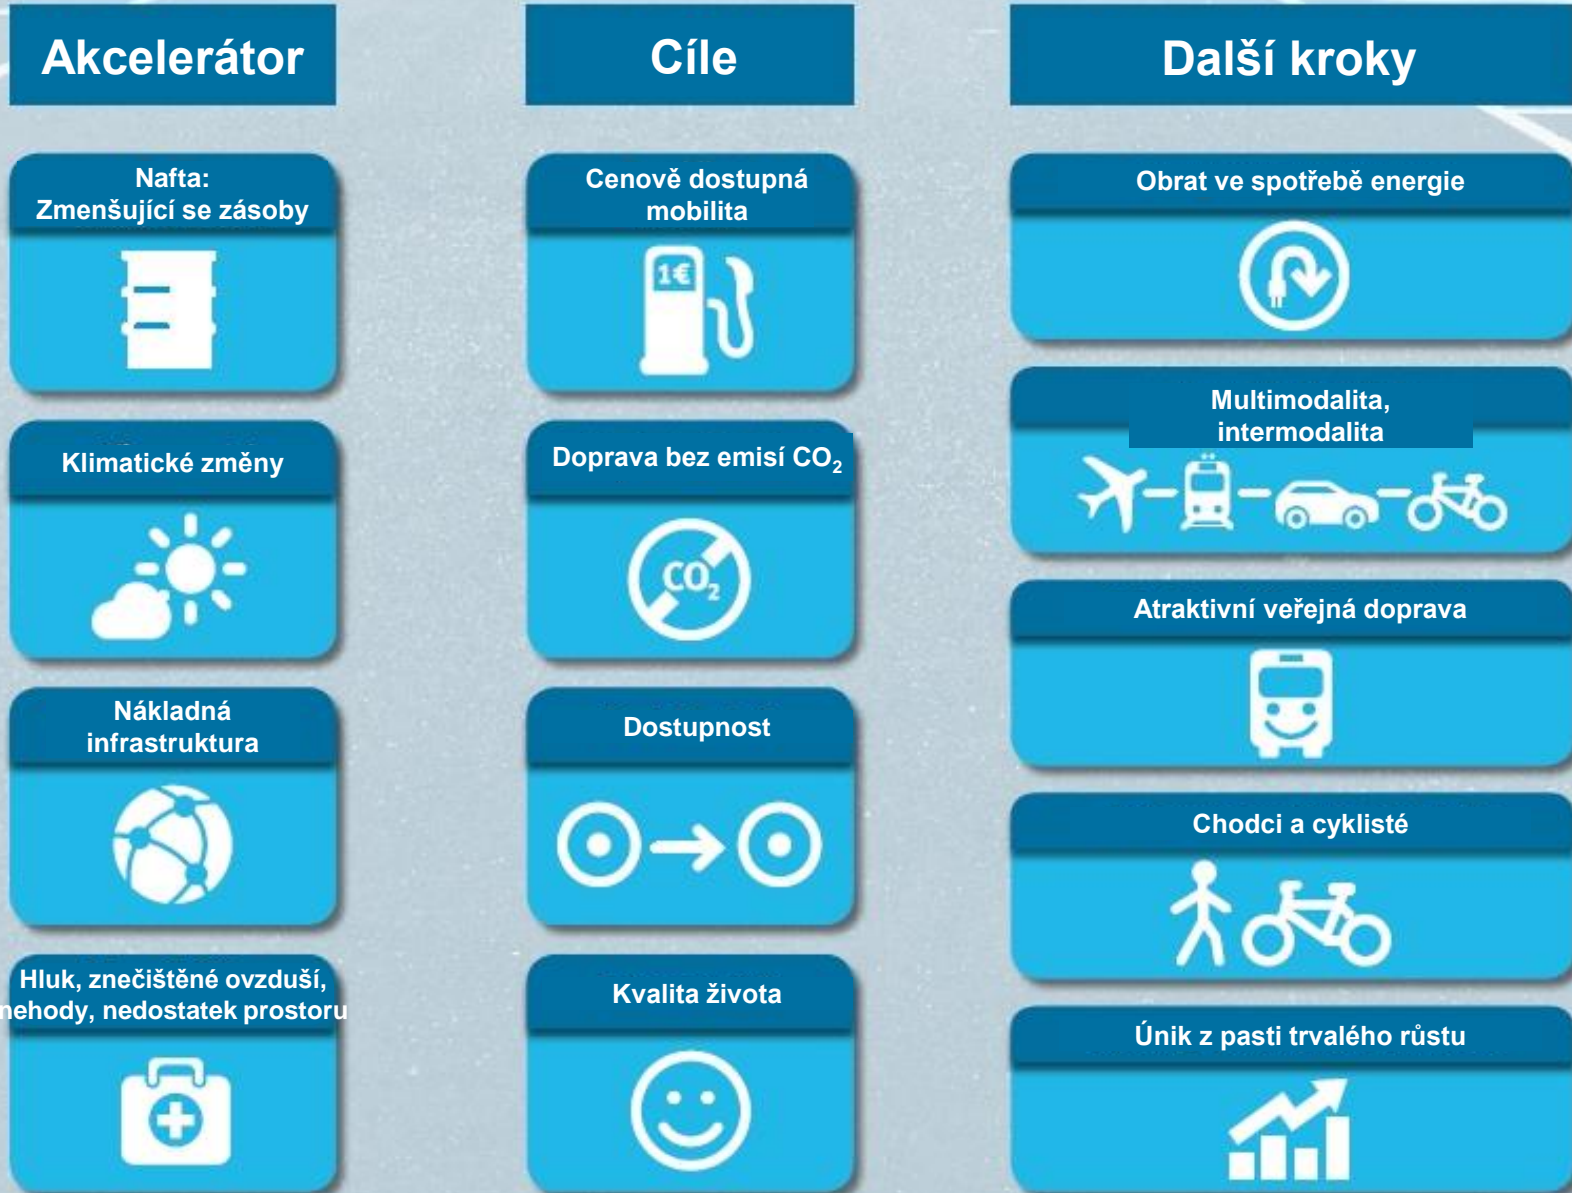 Akcelerátor
Nafta:
Zmenšující se zásoby
Klimatické změny
Nákladná
infrastruktura
Hluk, znečištěné ovzduší,
nehody, nedostatek prostoru
Cíle
Cenově dostupná
mobilita
1€
Doprava bez emisí CO₂
CO₂
Dostupnost
Kvalita života
Další kroky
Obrat ve spotřebě energie
Multimodalita,
intermodalita
Atraktivní veřejná doprava
Chodci a cyklisté
Únik z pasti trvalého růstu